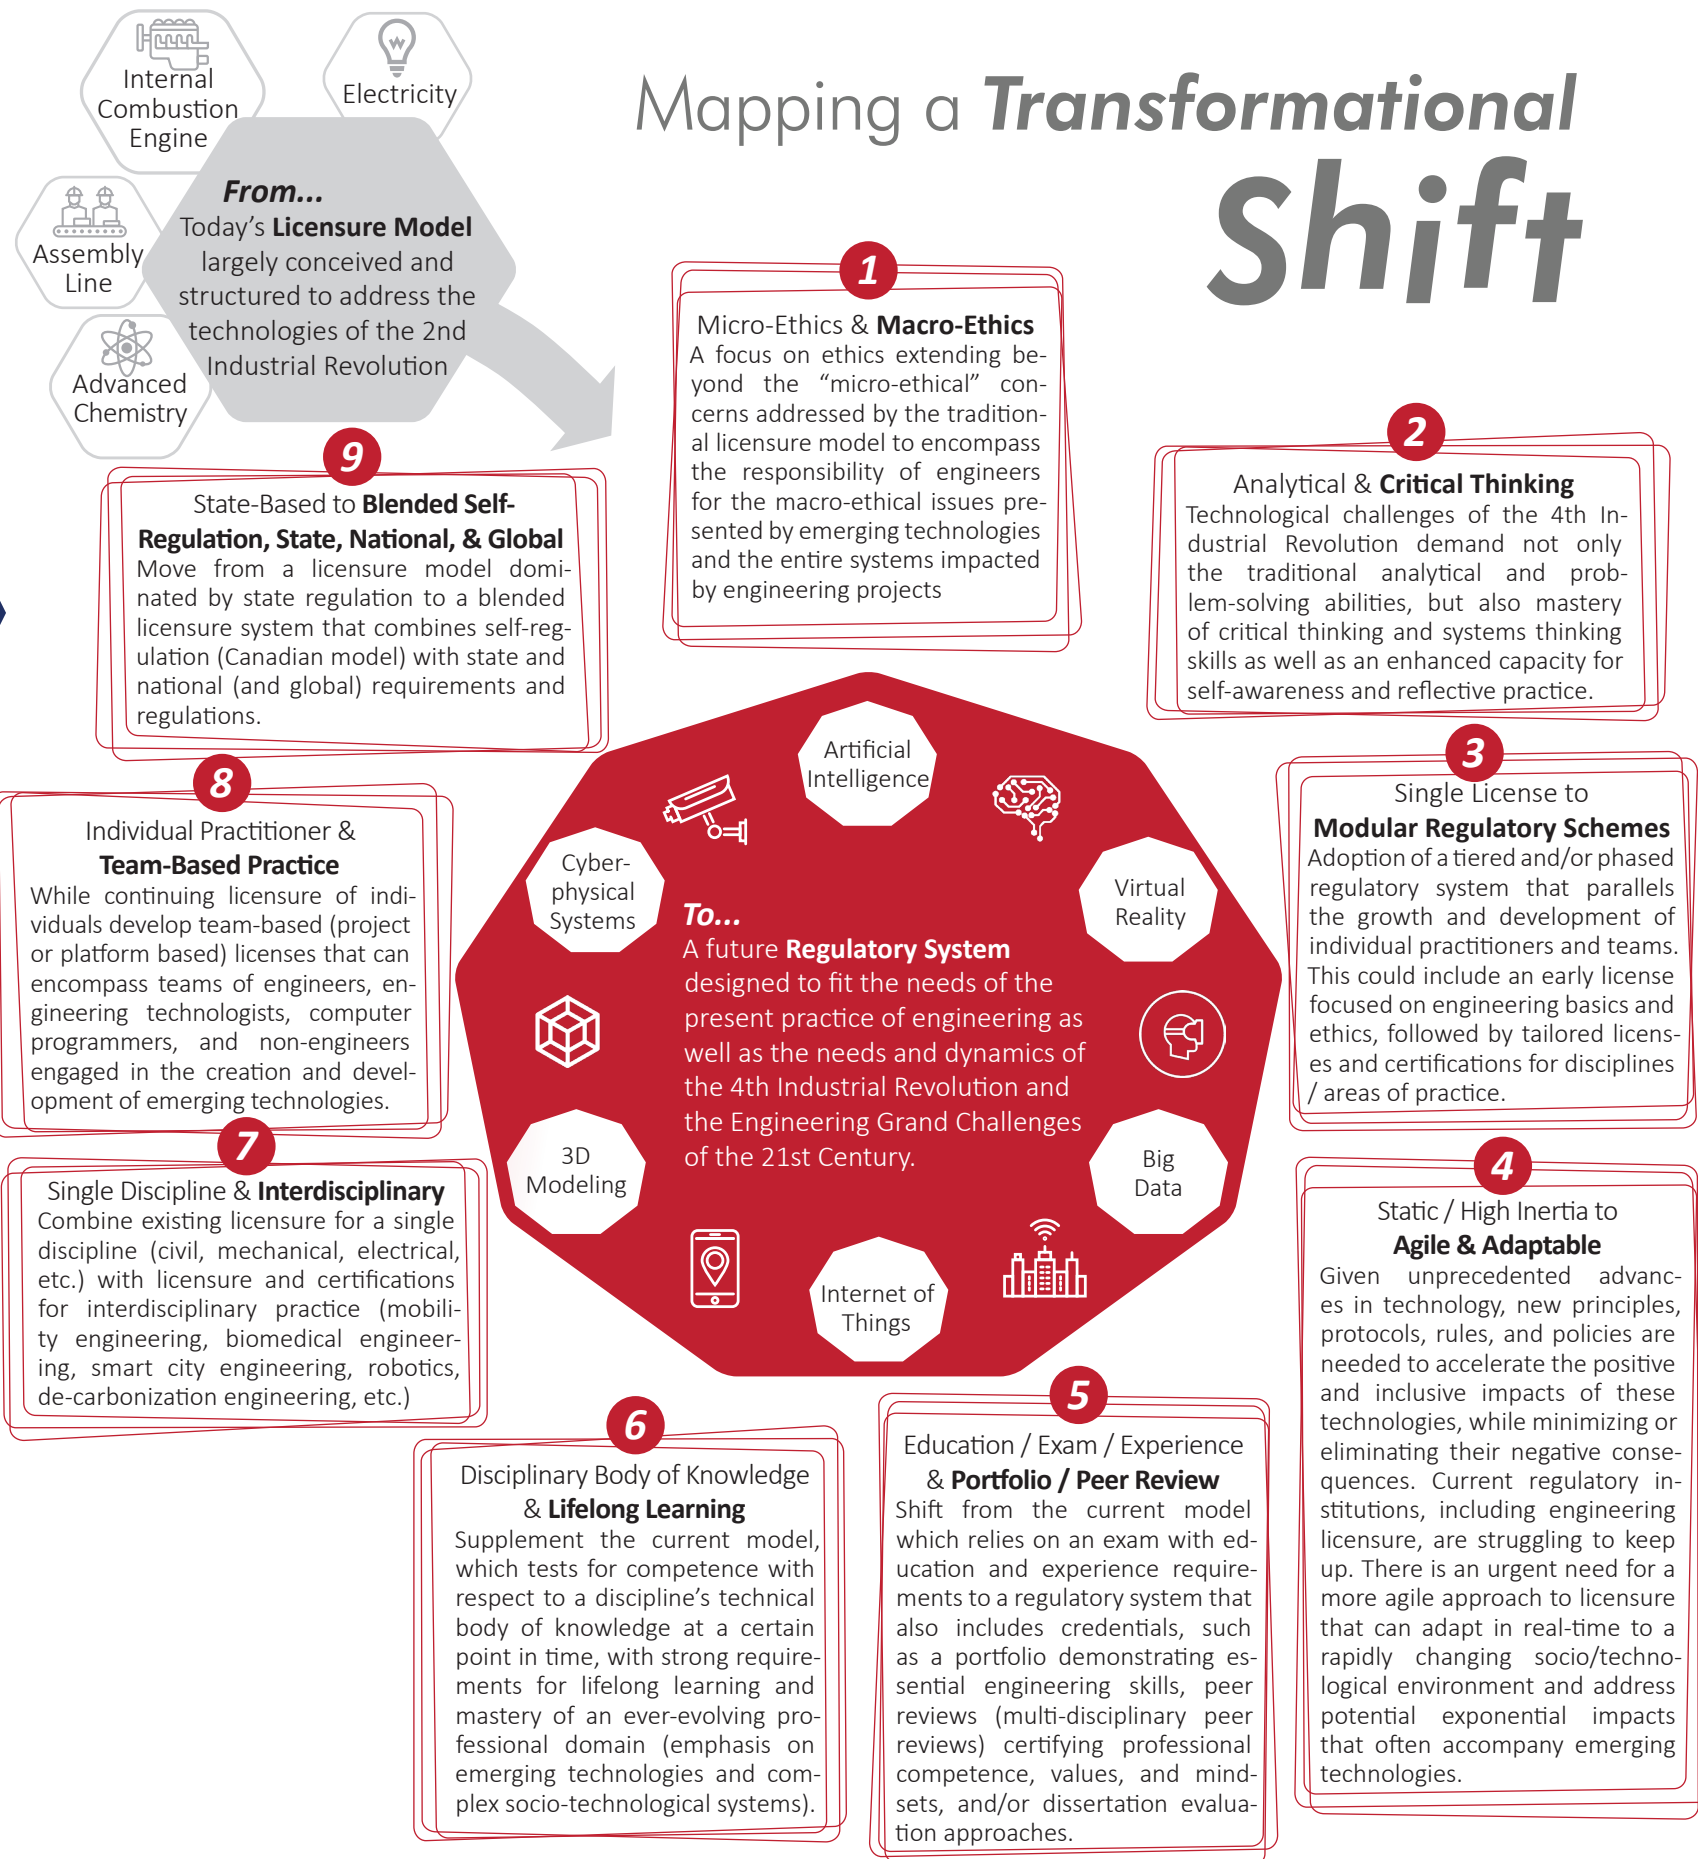 Mapping a Transformational
Shift
Internal
Combustion
Engine
Electricity
Assembly
Line
Advanced
Chemistry
From...
Today’s Licensure Model
largely conceived and
structured to address the
technologies of the 2nd
Industrial Revolution
1
Micro-Ethics & Macro-Ethics
A focus on ethics extending be-
yond the “micro-ethical” con-
cerns addressed by the tradition-
al licensure model to encompass
the responsibility of engineers
for the macro-ethical issues pre-
sented by emerging technologies
and the entire systems impacted
by engineering projects
2
Analytical & Critical Thinking
Technological challenges of the 4th In-
dustrial Revolution demand not only
the traditional analytical and prob-
lem-solving abilities, but also mastery
of critical thinking and systems thinking
skills as well as an enhanced capacity for
self-awareness and reflective practice.
3
Single License to
Modular Regulatory Schemes
Adoption of a tiered and/or phased
regulatory system that parallels
the growth and development of
individual practitioners and teams.
This could include an early license
focused on engineering basics and
ethics, followed by tailored licens-
es and certifications for disciplines
/ areas of practice.
4
Static / High Inertia to
Agile & Adaptable
Given unprecedented advanc-
es in technology, new principles,
protocols, rules, and policies are
needed to accelerate the positive
and inclusive impacts of these
technologies, while minimizing or
eliminating their negative conse-
quences. Current regulatory in-
stitutions, including engineering
licensure, are struggling to keep
up. There is an urgent need for a
more agile approach to licensure
that can adapt in real-time to a
rapidly changing socio/techno-
logical environment and address
potential exponential impacts
that often accompany emerging
technologies.
5
Education / Exam / Experience
& Portfolio / Peer Review
Shift from the current model
which relies on an exam with ed-
ucation and experience require-
ments to a regulatory system that
also includes credentials, such
as a portfolio demonstrating es-
sential engineering skills, peer
reviews (multi-disciplinary peer
reviews) certifying professional
competence, values, and mind-
sets, and/or dissertation evalua-
tion approaches.
6
Disciplinary Body of Knowledge
& Lifelong Learning
Supplement the current model,
which tests for competence with
respect to a discipline’s technical
body of knowledge at a certain
point in time, with strong require-
ments for lifelong learning and
mastery of an ever-evolving pro-
fessional domain (emphasis on
emerging technologies and com-
plex socio-technological systems).
7
Single Discipline & Interdisciplinary
Combine existing licensure for a single
discipline (civil, mechanical, electrical,
etc.) with licensure and certifications
for interdisciplinary practice (mobili-
ty engineering, biomedical engineer-
ing, smart city engineering, robotics,
de-carbonization engineering, etc.)
8
Individual Practitioner &
Team-Based Practice
While continuing licensure of indi-
viduals develop team-based (project
or platform based) licenses that can
encompass teams of engineers, en-
gineering technologists, computer
programmers, and non-engineers
engaged in the creation and devel-
opment of emerging technologies.
9
State-Based to Blended Self-
Regulation, State, National, & Global
Move from a licensure model domi-
nated by state regulation to a blended
licensure system that combines self-reg-
ulation (Canadian model) with state and
national (and global) requirements and
regulations.
To...
A future Regulatory System
designed to fit the needs of the
present practice of engineering as
well as the needs and dynamics of
the 4th Industrial Revolution and
the Engineering Grand Challenges
of the 21st Century.
Artificial
Intelligence
Virtual
Reality
Big
Data
Internet of
Things
3D
Modeling
Cyber-
physical
Systems